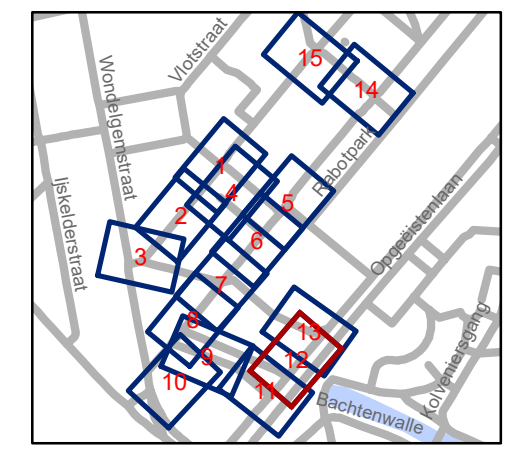 15
14
Vlotstraat
Wondelgemstraat
Ijskelderstraat
Rabotpark
Opgeëistenlaan
Kolveniersgang
Bachtenwalle
1
4
2
5
3
6
7
8
9
10
13
12
11